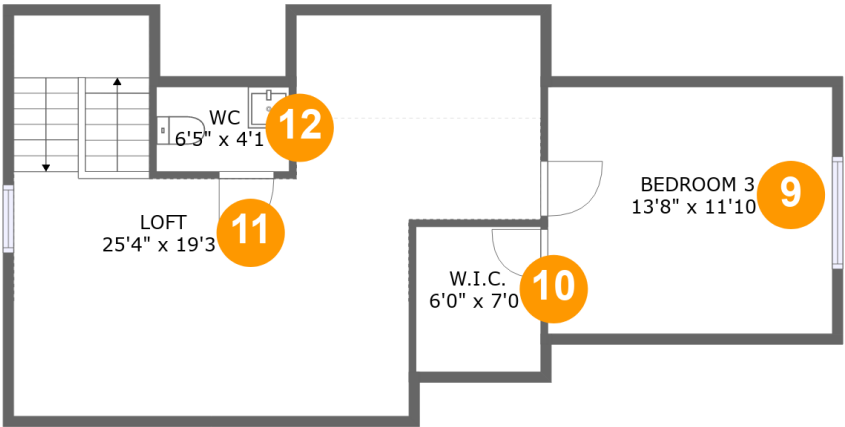 WC
6'5" x 4'1
12
LOFT
25'4" x 19'3
11
BEDROOM 3
13'8" x 11'10
9
W.I.C.
6'0" x 7'0
10